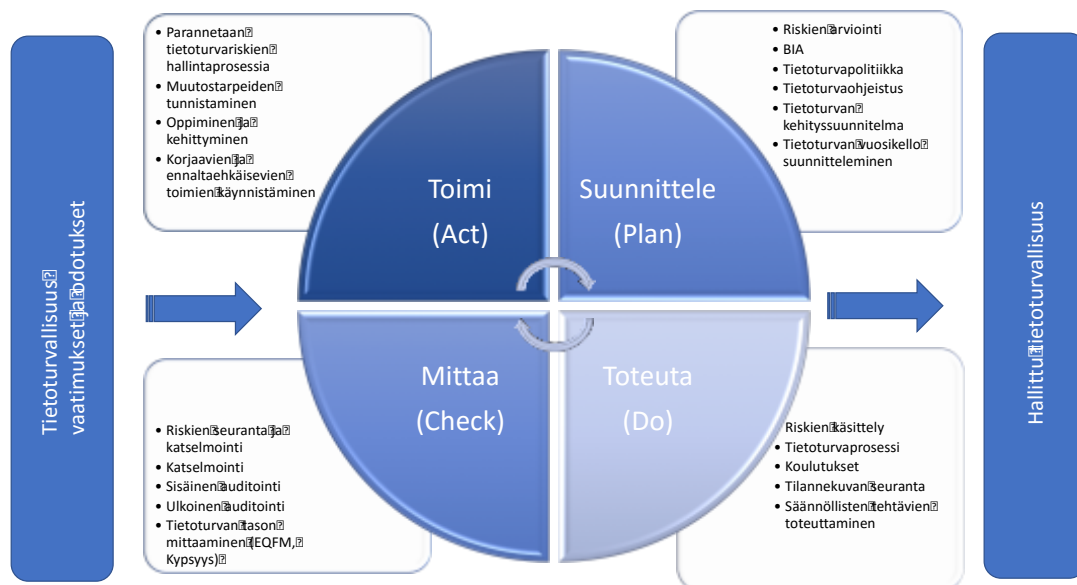 Tietoturvallisuus
vaatimukset ja odotukset
• Parannetaan
tietoturvariskien
hallintaprosessia
• Muutostarpeiden
tunnistaminen
• Oppiminen ja
kehittyminen
• Korjaavien ja
ennaltaehkäisevien
toimien käynnistäminen
Toimi
(Act)
Suunnittele
(Plan)
• Riskien arviointi
• BIA
• Tietoturvapolitiikka
• Tietoturvaohjeistus
• Tietoturvan
kehityssuunnitelma
• Tietoturvan vuosikello
suunnitteleminen
• Riskien seuranta ja
katselmointi
• Katselmointi
• Sisäinen auditointi
• Ulkoinen auditointi
• Tietoturvan tason
mittaaminen (EQFM,
Kypsyys)
Mittaa
(Check)
Toteuta
(Do)
Riskien käsittely
• Tietoturvaprosessi
• Koulutukset
• Tilannekuvan seuranta
• Säännöllisten tehtävien
toteuttaminen
Hallittu tietoturvallisuus